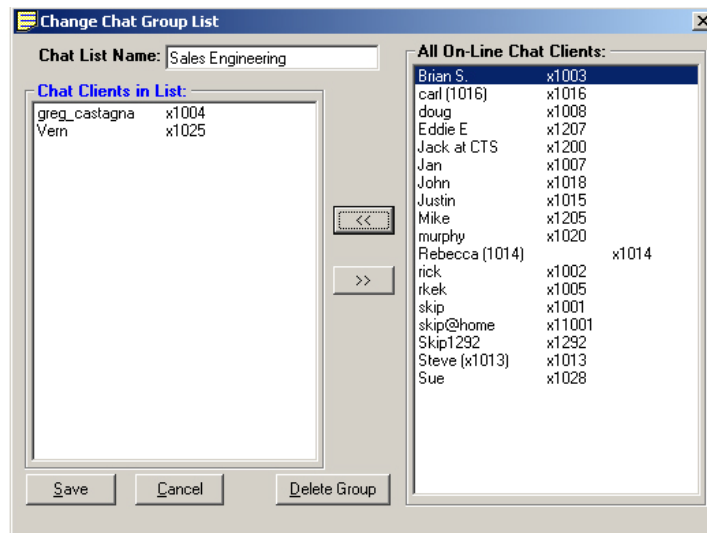 Change Chat Group List
Chat List Name: Sales Engineering
Chat Clients in List:
greg_castagna x1004
Vern x1025
<<
>>
All On-Line Chat Clients:
Brian S. x1003
carl (1016) x1016
doug x1008
Eddie E x1207
Jack at CTS x1200
Jan x1007
John x1018
Justin x1015
Mike x1205
murphy x1020
Rebecca (1014) x1014
rick x1002
rkek x1005
skip x1001
skip@home x11001
Skip1292 x1292
Steve (x1013) x1013
Sue x1028
Save Cancel Delete Group